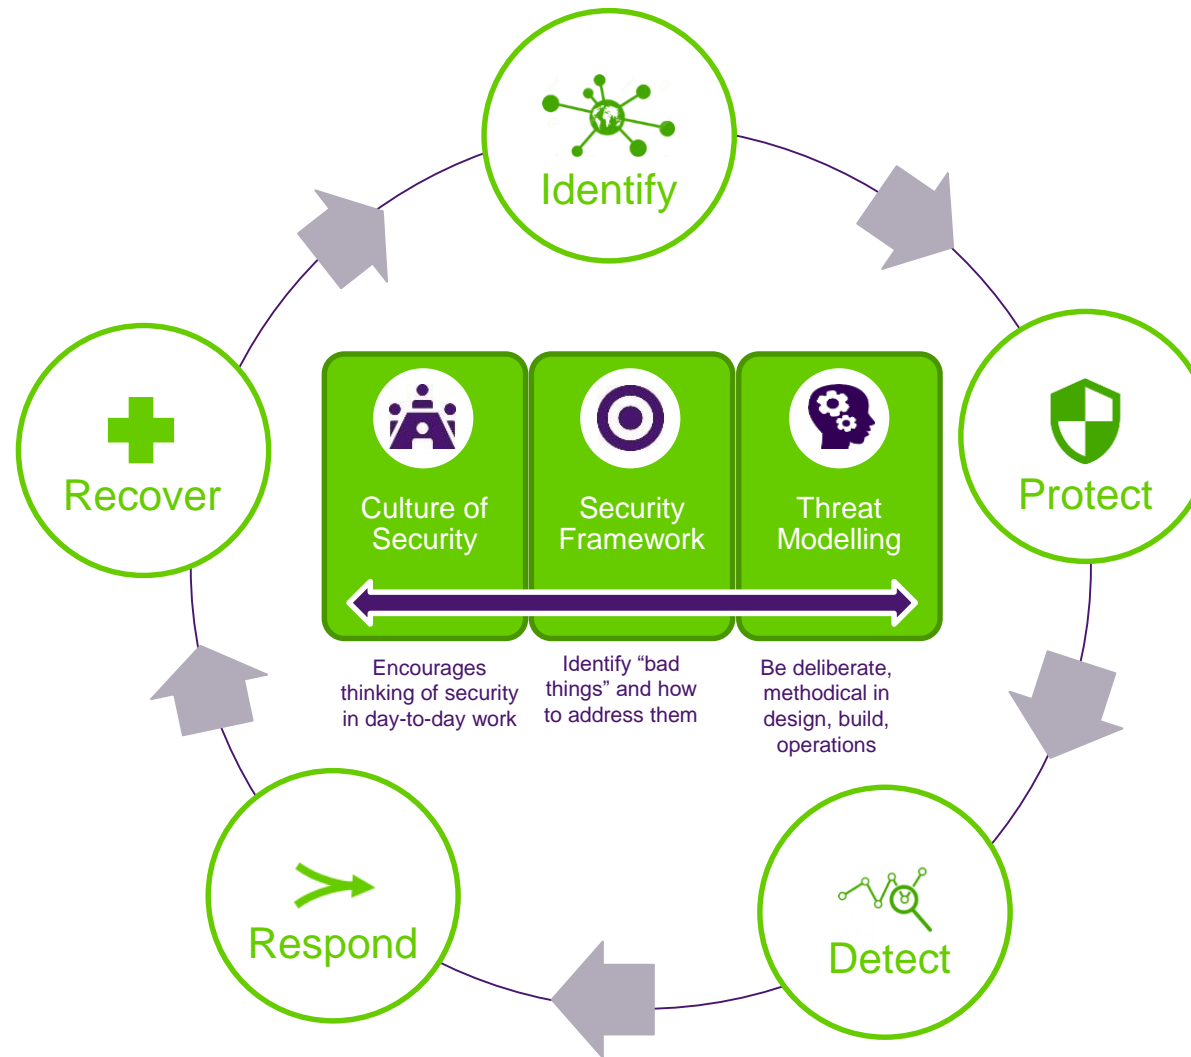 Identify
Protect
Detect
Respond
Recover
Culture of
Security
Security
Framework
Threat
Modelling
Encourages
thinking of security
in day-to-day work
Identify “bad
things” and how
to address them
Be deliberate,
methodical in
design, build,
operations